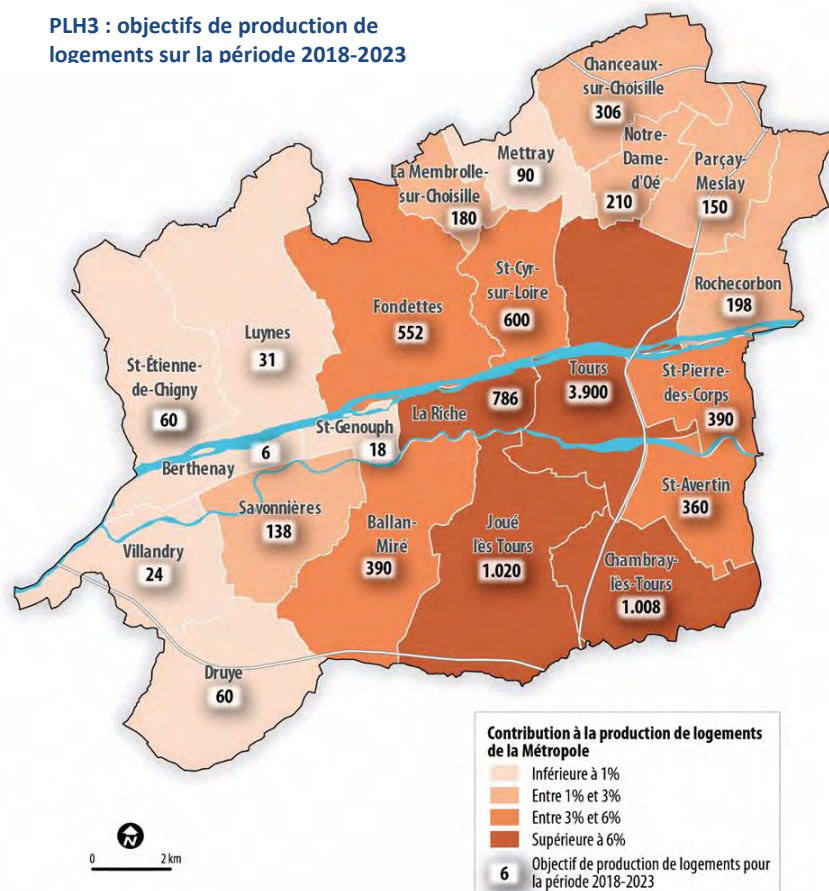 PLH3 : objectifs de production de
logements sur la période 2018-2023
Chanceaux-
sur-Choisille
306
Notre-
Dame-
d'Oé
210
Parçay-
Meslay
150
Mettray
90
La Membrolle-
sur-Choisille
180
Rochecorbon
198
St-Cyr-
sur-Loire
600
Fondettes
552
Luynes
31
St-Étienne-
de-Chigny
60
Tours
3.900
St-Pierre-
des-Corps
390
La Riche
786
St-Genouph
18
Berthenay
6
St-Avertin
360
Savonnières
138
Ballan-
Miré
390
Joué
lès Tours
1.020
Chambray-
lès-Tours
1.008
Villandry
24
Druye
60
Contribution à la production de logements
de la Métropole
Inférieure à 1%
Entre 1% et 3%
Entre 3% et 6%
Supérieure à 6%
6
Objectif de production de logements pour
la période 2018-2023
N
0 2 km